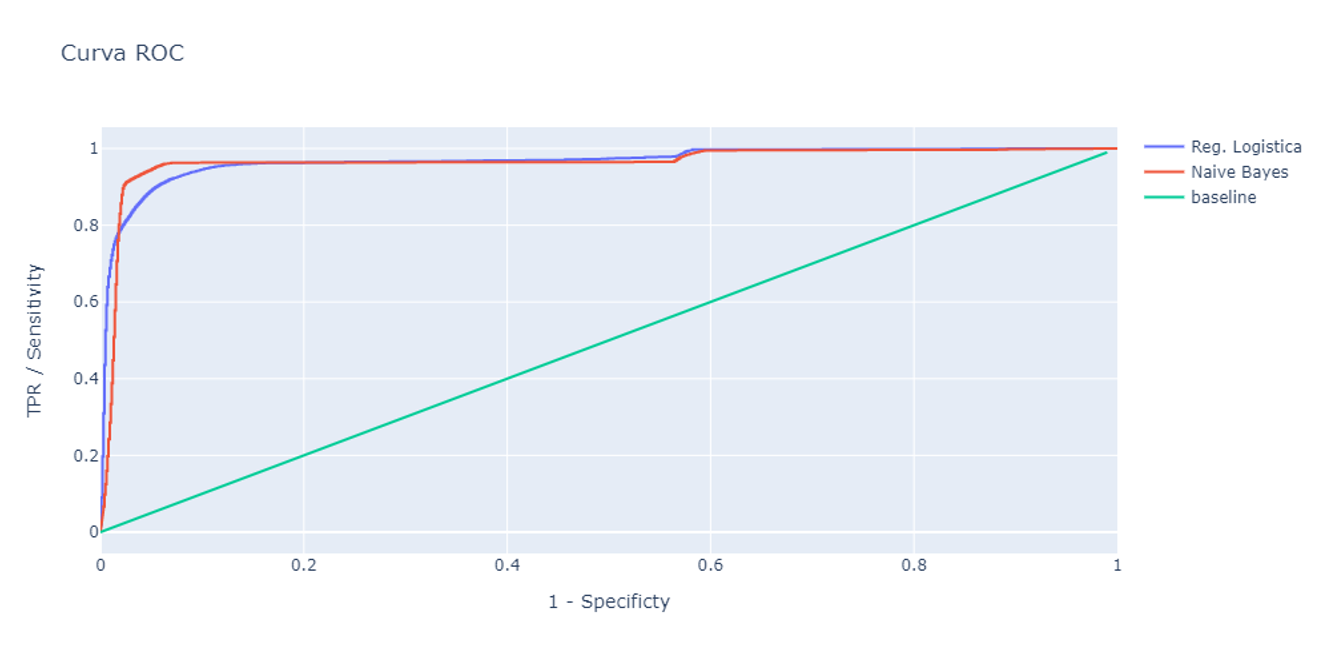 Curva ROC
Reg. Logistica
Naive Bayes
baseline
1
0.8
0.6
0.4
0.2
0
TPR / Sensitivity
0 0.2 0.4 0.6 0.8 1
1 - Specificty